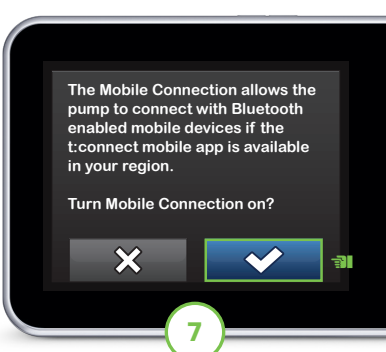 The Mobile Connection allows the
pump to connect with Bluetooth
enabled mobile devices if the
t:connect mobile app is available
in your region.
Turn Mobile Connection on?
7